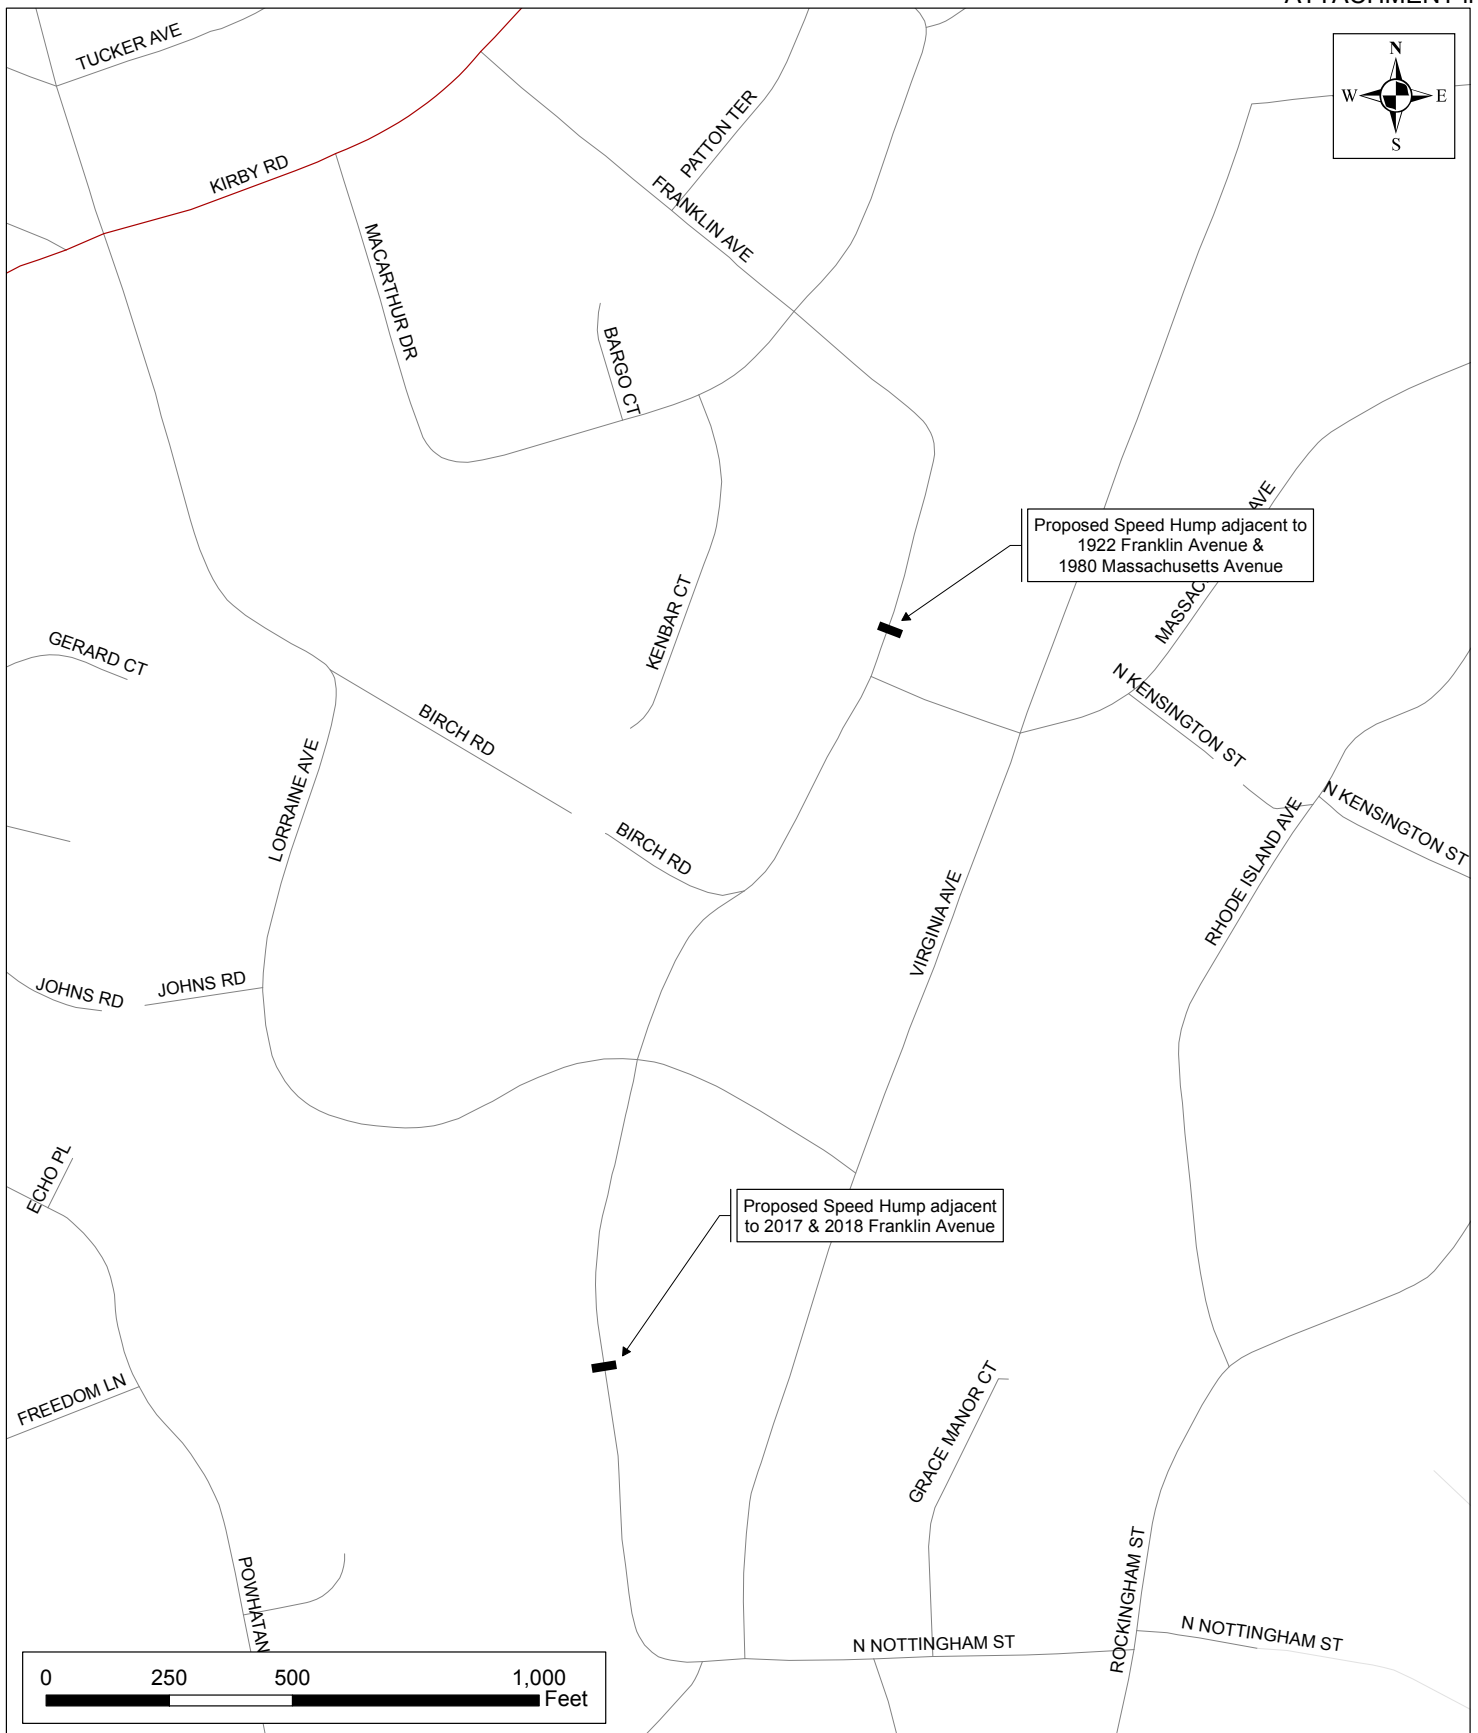 TUCKER AVE
N
W
E
S
KIRBY RD
PATTON TER
FRANKLIN AVE
MACARTHUR DR
BARGO CT
AVE
Proposed Speed Hump adjacent to
1922 Franklin Avenue &
1980 Massachusetts Avenue
MASSAC
KENBAR CT
GERARD CT
N KENSINGTON ST
BIRCH RD
LORRAINE AVE
N KENSINGTON ST
BIRCH RD
RHODE ISLAND AVE
VIRGINIA AVE
JOHNS RD
JOHNS RD
ECHO PL
Proposed Speed Hump adjacent
to 2017 & 2018 Franklin Avenue
FREEDOM LN
GRACE MANOR CT
POWHATAN
ROCKINGHAM ST
N NOTTINGHAM ST
N NOTTINGHAM ST
0 250 500 1,000
Feet